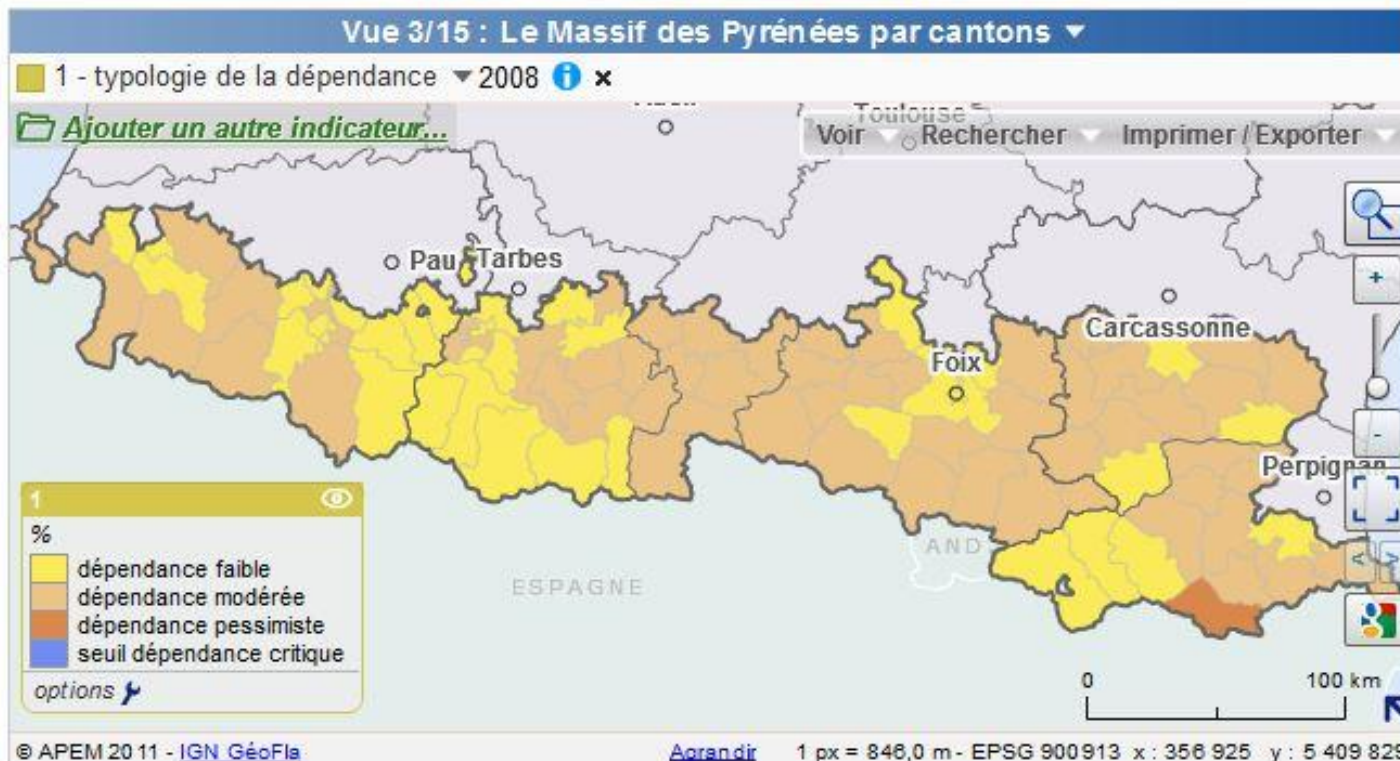 Vue 3/15 : Le Massif des Pyrénées par cantons
1 - typologie de la dépendance 2008 i x
Ajouter un autre indicateur...
Toulouse
Voir Rechercher Imprimer / Exporter
Pau Tarbes
Carcassonne
Foix
Perpignan
AND
ESPAGNE
1
%
dépendance faible
dépendance modérée
dépendance pessimiste
seuil dépendance critique
options
+
-
0 100 km
© APEM 2011 - IGN GéoFla Agrandir 1 px = 846,0 m - EPSG 900913 x : 356 925 y : 5 409 829